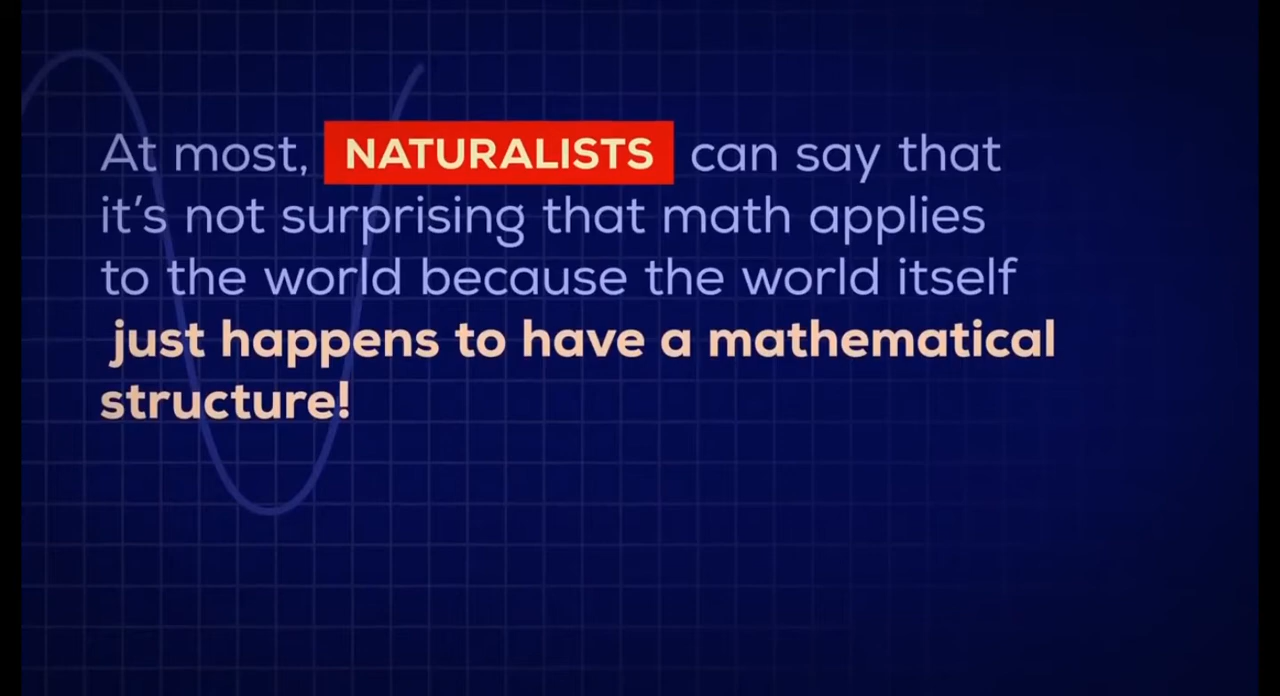 At most, NATURALISTS can say that
it’s not surprising that math applies
to the world because the world itself
just happens to have a mathematical
structure!